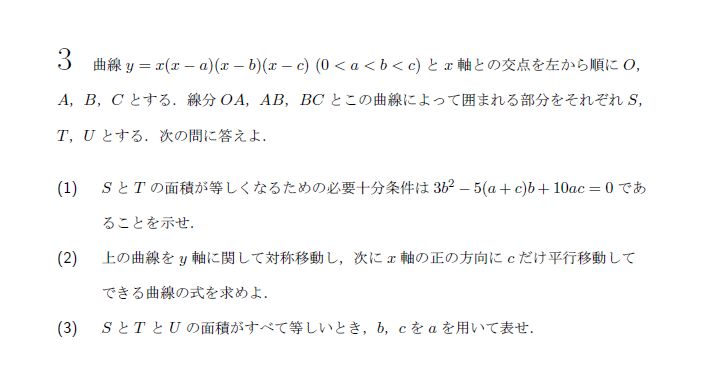 3 曲線 y = x(x − a)(x − b)(x − c) (0 < a < b < c) と x 軸との交点を左から順に O,
A, B, C とする．線分 OA, AB, BC とこの曲線によって囲まれる部分をそれぞれ S,
T, U とする．次の問に答えよ．
(1) S と T の面積が等しくなるための必要十分条件は 3b² − 5(a + c)b + 10ac = 0 であ
ることを示せ．
(2) 上の曲線を y 軸に関して対称移動し，次に x 軸の正の方向に c だけ平行移動して
できる曲線の式を求めよ．
(3) S と T と U の面積がすべて等しいとき，b, c を a を用いて表せ．